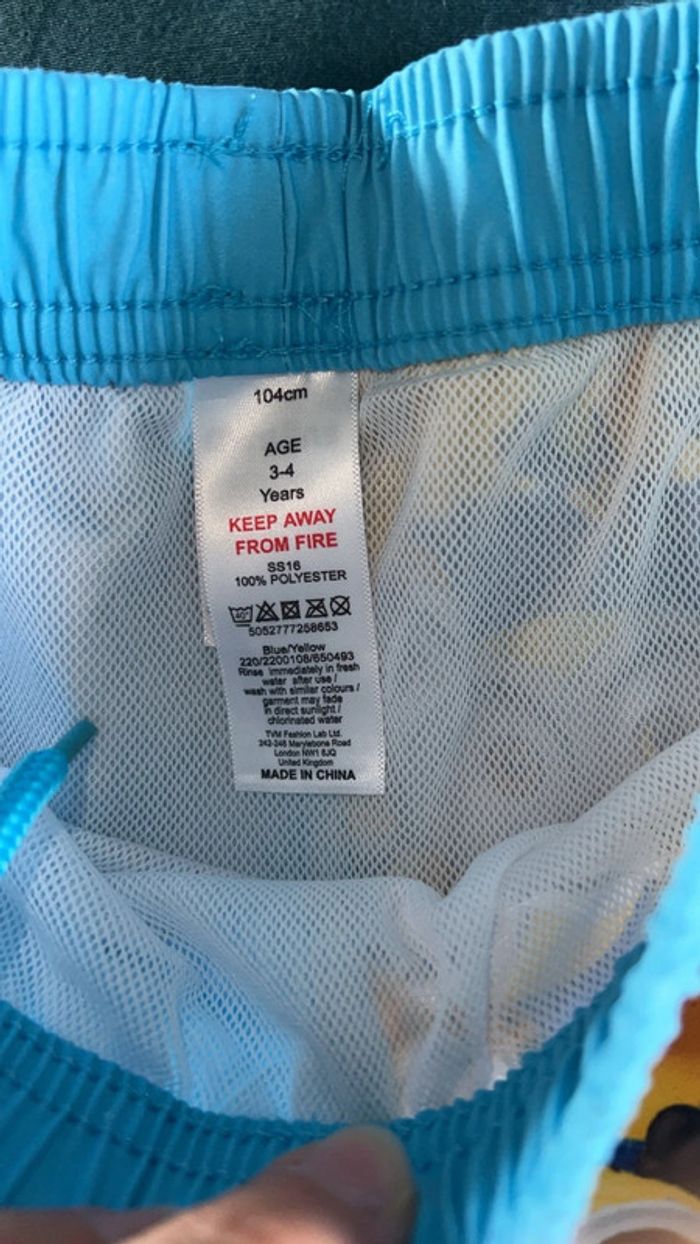 104cm
AGE
3-4
Years
KEEP AWAY
FROM FIRE
SS16
100% POLYESTER
40°
5052777258653
Blue/Yellow
220/2200108/650493
Rinse immediately in fresh
water after use /
wash with similar colours /
garment may fade
in direct sunlight /
chlorinated water
TVM Fashion Lab Ltd.
242-248 Marylebone Road
London NW1 6JQ
United Kingdom
MADE IN CHINA